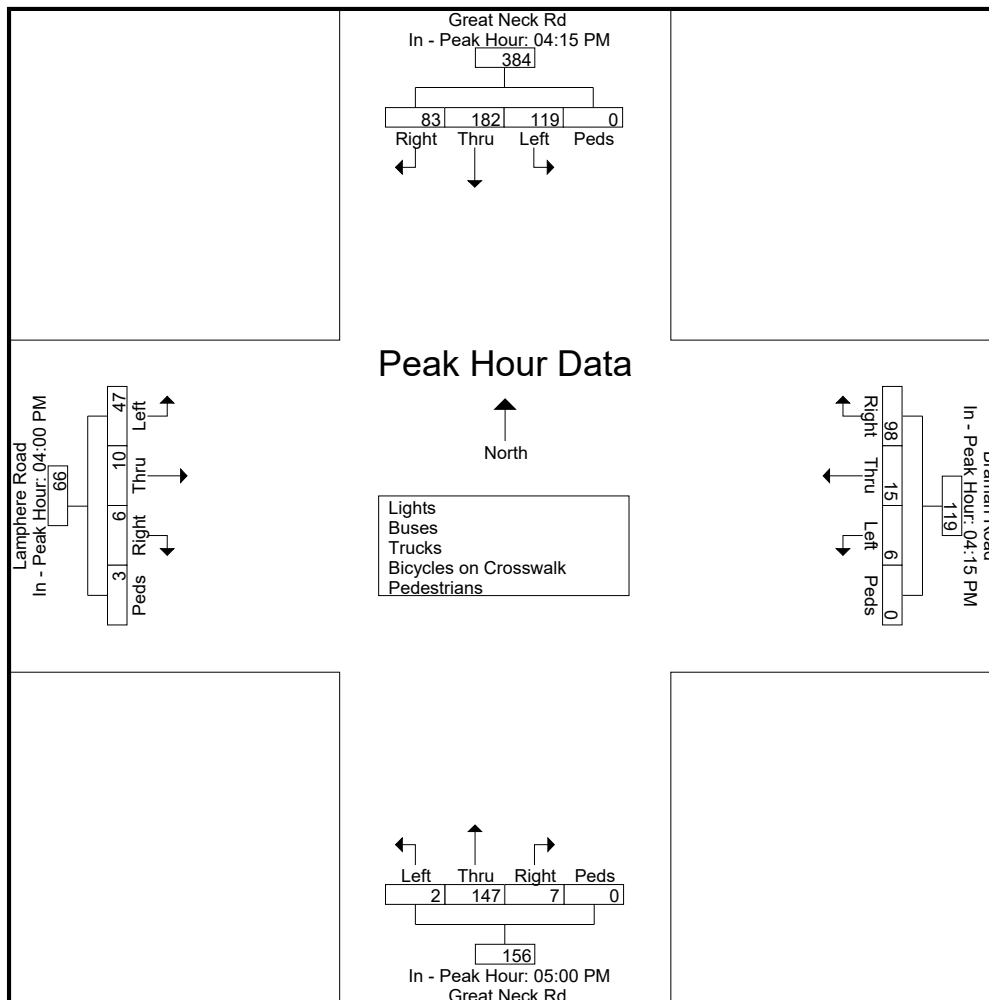 Great Neck Rd
In - Peak Hour: 04:15 PM
384
83 182 119 0
Right Thru Left Peds
Peak Hour Data
North
Lights
Buses
Trucks
Bicycles on Crosswalk
Pedestrians
Lamphere Road
In - Peak Hour: 04:00 PM
66
47 10 6 3
Left Thru Right Peds
Road
In - Peak Hour: 04:15 PM
119
98 15 6 0
Right Thru Left Peds
Left Thru Right Peds
2 147 7 0
156
In - Peak Hour: 05:00 PM
Great Neck Rd